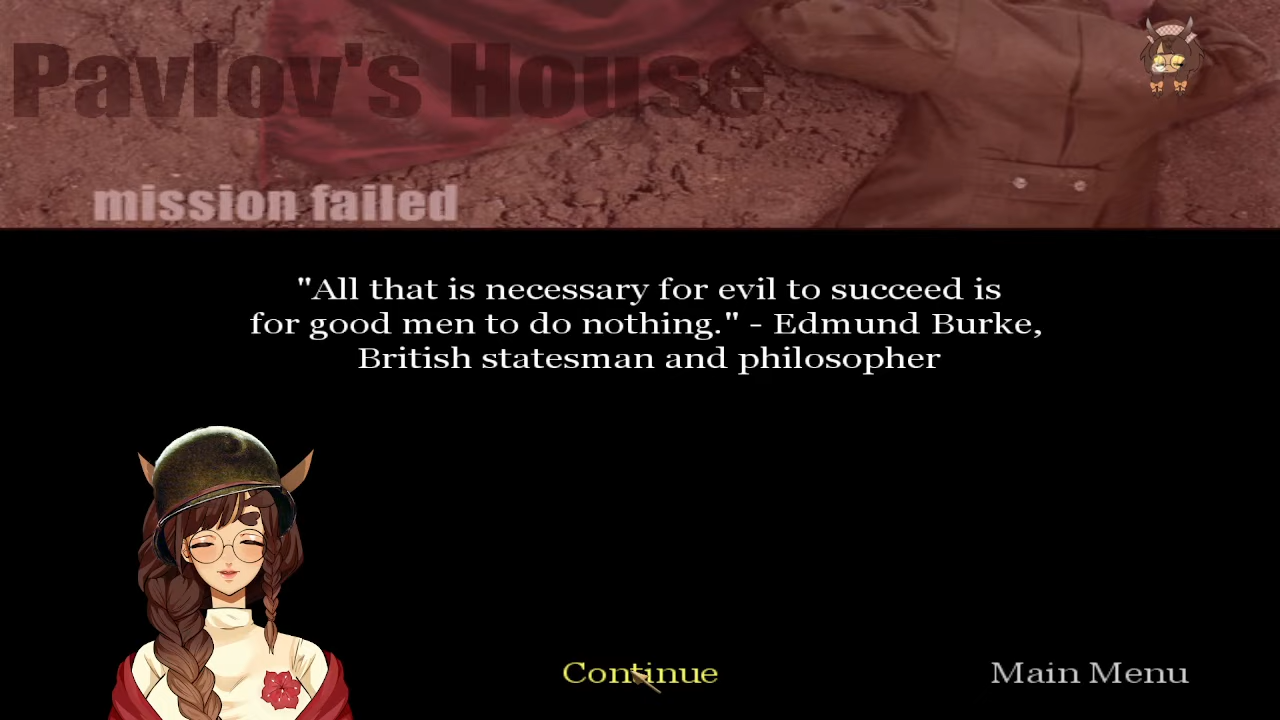 Pavlov's House
mission failed
"All that is necessary for evil to succeed is
for good men to do nothing." - Edmund Burke,
British statesman and philosopher
Continue
Main Menu